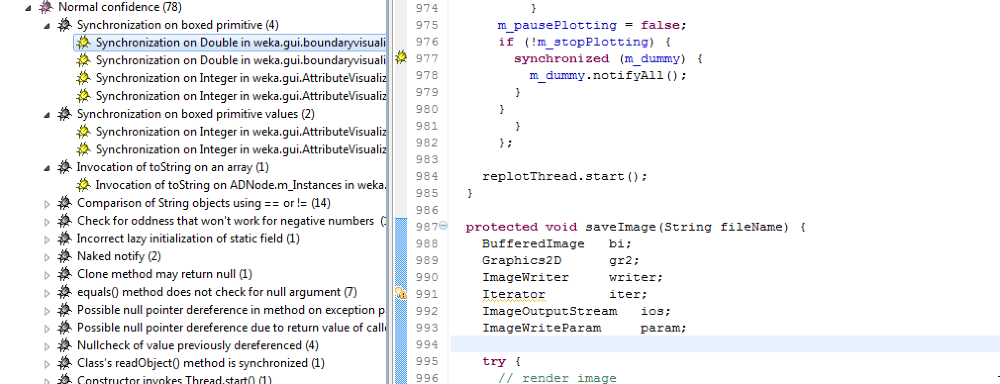 Normal confidence (78)
Synchronization on boxed primitive (4)
Synchronization on Double in weka.gui.boundaryvisuali
Synchronization on Double in weka.gui.boundaryvisuali
Synchronization on Integer in weka.gui.AttributeVisualiz
Synchronization on Integer in weka.gui.AttributeVisualiz
Synchronization on boxed primitive values (2)
Synchronization on Integer in weka.gui.AttributeVisualiz
Synchronization on Integer in weka.gui.AttributeVisualiz
Invocation of toString on an array (1)
Invocation of toString on ADNode.m_Instances in weka.
Comparison of String objects using == or != (14)
Check for oddness that won't work for negative numbers (1
Incorrect lazy initialization of static field (1)
Naked notify (2)
Clone method may return null (1)
equals() method does not check for null argument (7)
Possible null pointer dereference in method on exception p
Possible null pointer dereference due to return value of calle
Nullcheck of value previously dereferenced (4)
Class's readObject() method is synchronized (1)
Constructor invokes Thread.start() (1)
974 }
975 m_pausePlotting = false;
976 if (!m_stopPlotting) {
977 synchronized (m_dummy) {
978 m_dummy.notifyAll();
979 }
980 }
981 }
982 };
983
984 replotThread.start();
985 }
986
987 protected void saveImage(String fileName) {
988 BufferedImage bi;
989 Graphics2D gr2;
990 ImageWriter writer;
991 Iterator iter;
992 ImageOutputStream ios;
993 ImageWriteParam param;
994
995 try {
996 // render image